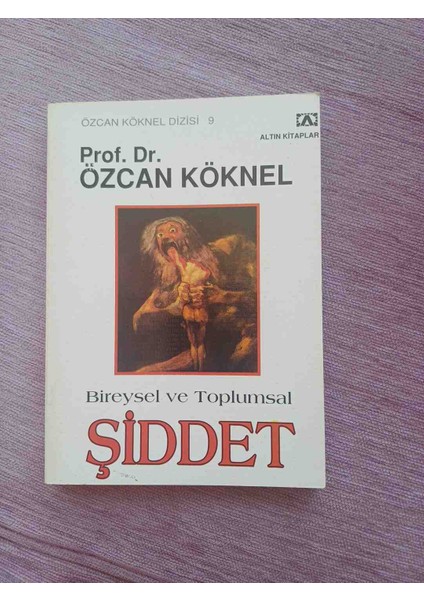 ÖZCAN KÖKNEL DİZİSİ 9
ALTIN KİTAPLAR
Prof. Dr.
ÖZCAN KÖKNEL
Bireysel ve Toplumsal
ŞİDDET